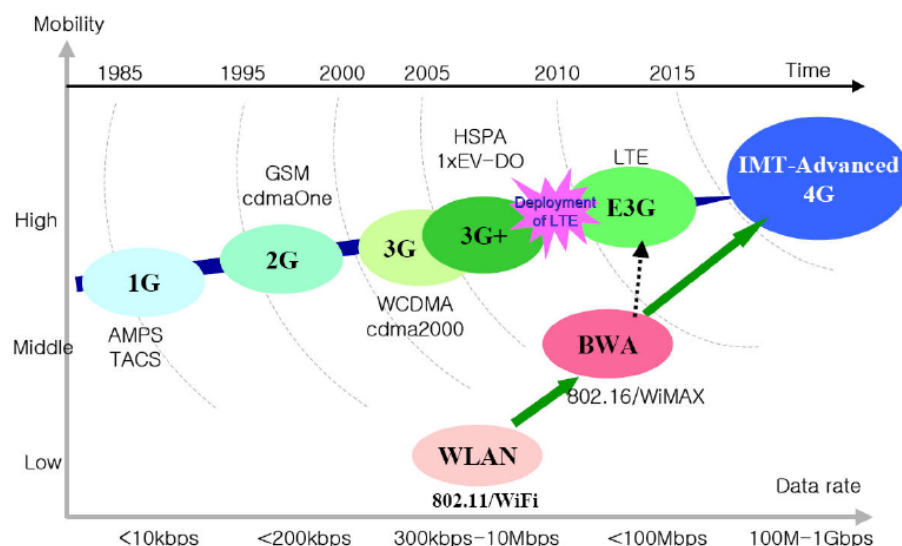 Mobility
1985 1995 2000 2005 2010 2015 Time
HSPA
1xEV-DO
LTE
GSM
cdmaOne
IMT-Advanced
4G
High
Deployment
of LTE
E3G
3G+
3G
2G
1G
WCDMA
cdma2000
AMPS
TACS
Middle
BWA
802.16/WiMAX
WLAN
Low
802.11/WiFi
Data rate
<10kbps <200kbps 300kbps-10Mbps <100Mbps 100M-1Gbps